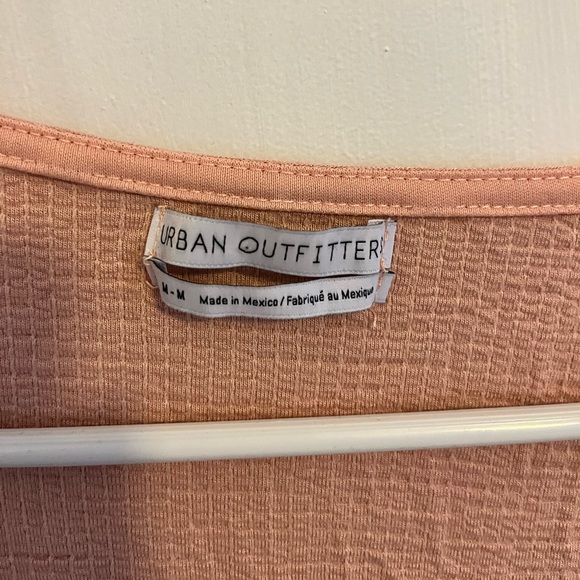 URBAN OUTFITTERS
M-M Made in Mexico / Fabriqué au Mexique